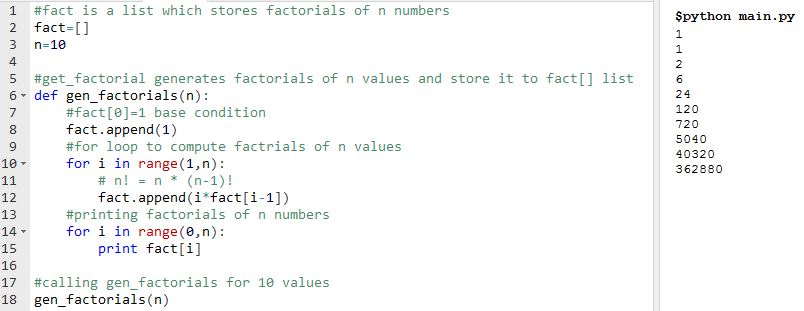 1 #fact is a list which stores factorials of n numbers
2 fact=[]
3 n=10
4
5 #get_factorial generates factorials of n values and store it to fact[] list
6 def gen_factorials(n):
7     #fact[0]=1 base condition
8     fact.append(1)
9     #for loop to compute factrials of n values
10     for i in range(1,n):
11         # n! = n * (n-1)!
12         fact.append(i*fact[i-1])
13     #printing factorials of n numbers
14     for i in range(0,n):
15         print fact[i]
16
17 #calling gen_factorials for 10 values
18 gen_factorials(n)
$python main.py
1
1
2
6
24
120
720
5040
40320
362880